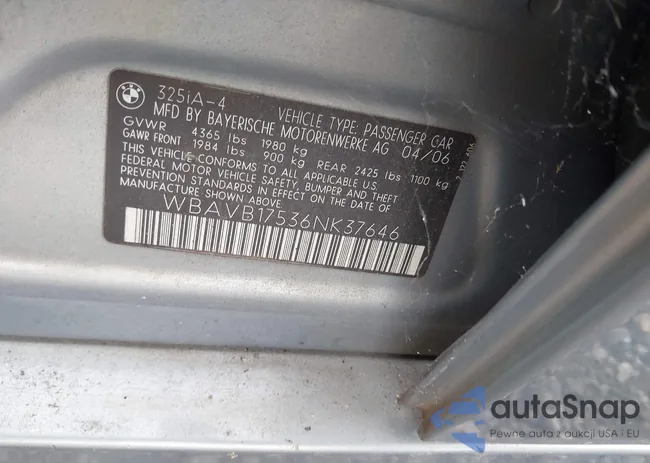 325iA-4 VEHICLE TYPE: PASSENGER CAR
MFD BY BAYERISCHE MOTORENWERKE AG 04/06
GVWR 4365 lbs 1980 kg
GAWR FRONT 1984 lbs 900 kg REAR 2425 lbs 1100 kg
THIS VEHICLE CONFORMS TO ALL APPLICABLE
FEDERAL MOTOR VEHICLE SAFETY, BUMPER AND THEFT
STANDARDS IN EFFECT ON THE DATE OF
MANUFACTURE SHOWN ABOVE.
WBAVB17536NK37646
autaSnap
Pewne auta z aukcji USA i EU